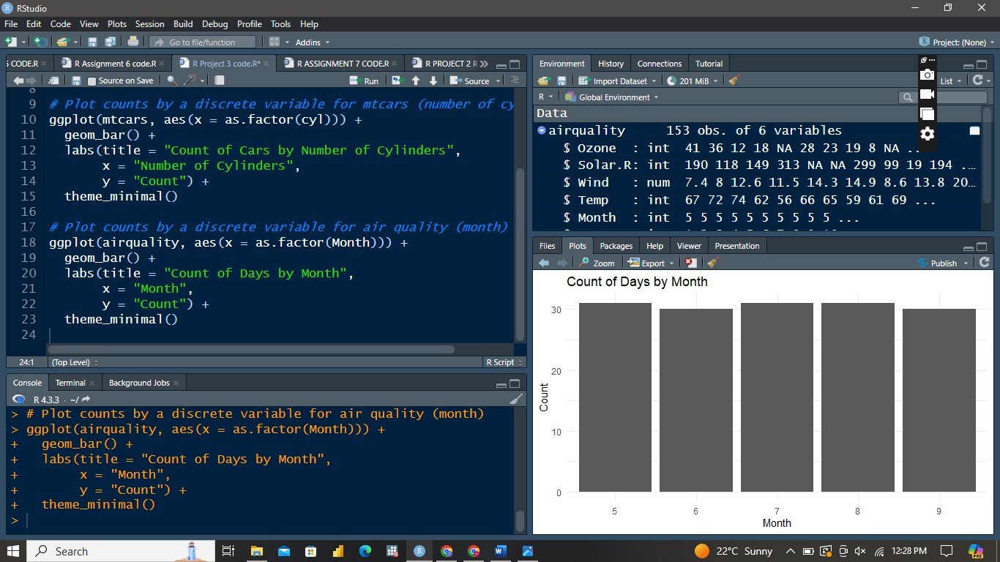 RStudio
File Edit Code View Plots Session Build Debug Profile Tools Help
Go to file/function Addins Project: (None)
5 CODE.R R Assignment 6 code.R R Project 3 code.R* R ASSIGNMENT 7 CODE.R R PROJECT 2 R
Source on Save Run Source
8
9 # Plot counts by a discrete variable for mtcars (number of cy
10 ggplot(mtcars, aes(x = as.factor(cyl))) +
11 geom_bar() +
12 labs(title = "Count of Cars by Number of Cylinders",
13 x = "Number of Cylinders",
14 y = "Count") +
15 theme_minimal()
16
17 # Plot counts by a discrete variable for air quality (month)
18 ggplot(airquality, aes(x = as.factor(Month))) +
19 geom_bar() +
20 labs(title = "Count of Days by Month",
21 x = "Month",
22 y = "Count") +
23 theme_minimal()
24
24:1 (Top Level) R Script
Console Terminal Background Jobs
R 4.3.3 . ~/
> # Plot counts by a discrete variable for air quality (month)
> ggplot(airquality, aes(x = as.factor(Month))) +
+ geom_bar() +
+ labs(title = "Count of Days by Month",
+ x = "Month",
+ y = "Count") +
+ theme_minimal()
>
Environment History Connections Tutorial
Import Dataset 201 MiB List
R Global Environment
Data
airquality 153 obs. of 6 variables
$ Ozone : int 41 36 12 18 NA 28 23 19 8 NA ...
$ Solar.R: int 190 118 149 313 NA NA 299 99 19 194 ...
$ Wind : num 7.4 8 12.6 11.5 14.3 14.9 8.6 13.8 20...
$ Temp : int 67 72 74 62 56 66 65 59 61 69 ...
$ Month : int 5 5 5 5 5 5 5 5 5 5 ...
Files Plots Packages Help Viewer Presentation
Zoom Export Publish
Count of Days by Month
30
20
10
0
Count
5 6 7 8 9
Month
Search 22°C Sunny 12:28 PM PRE